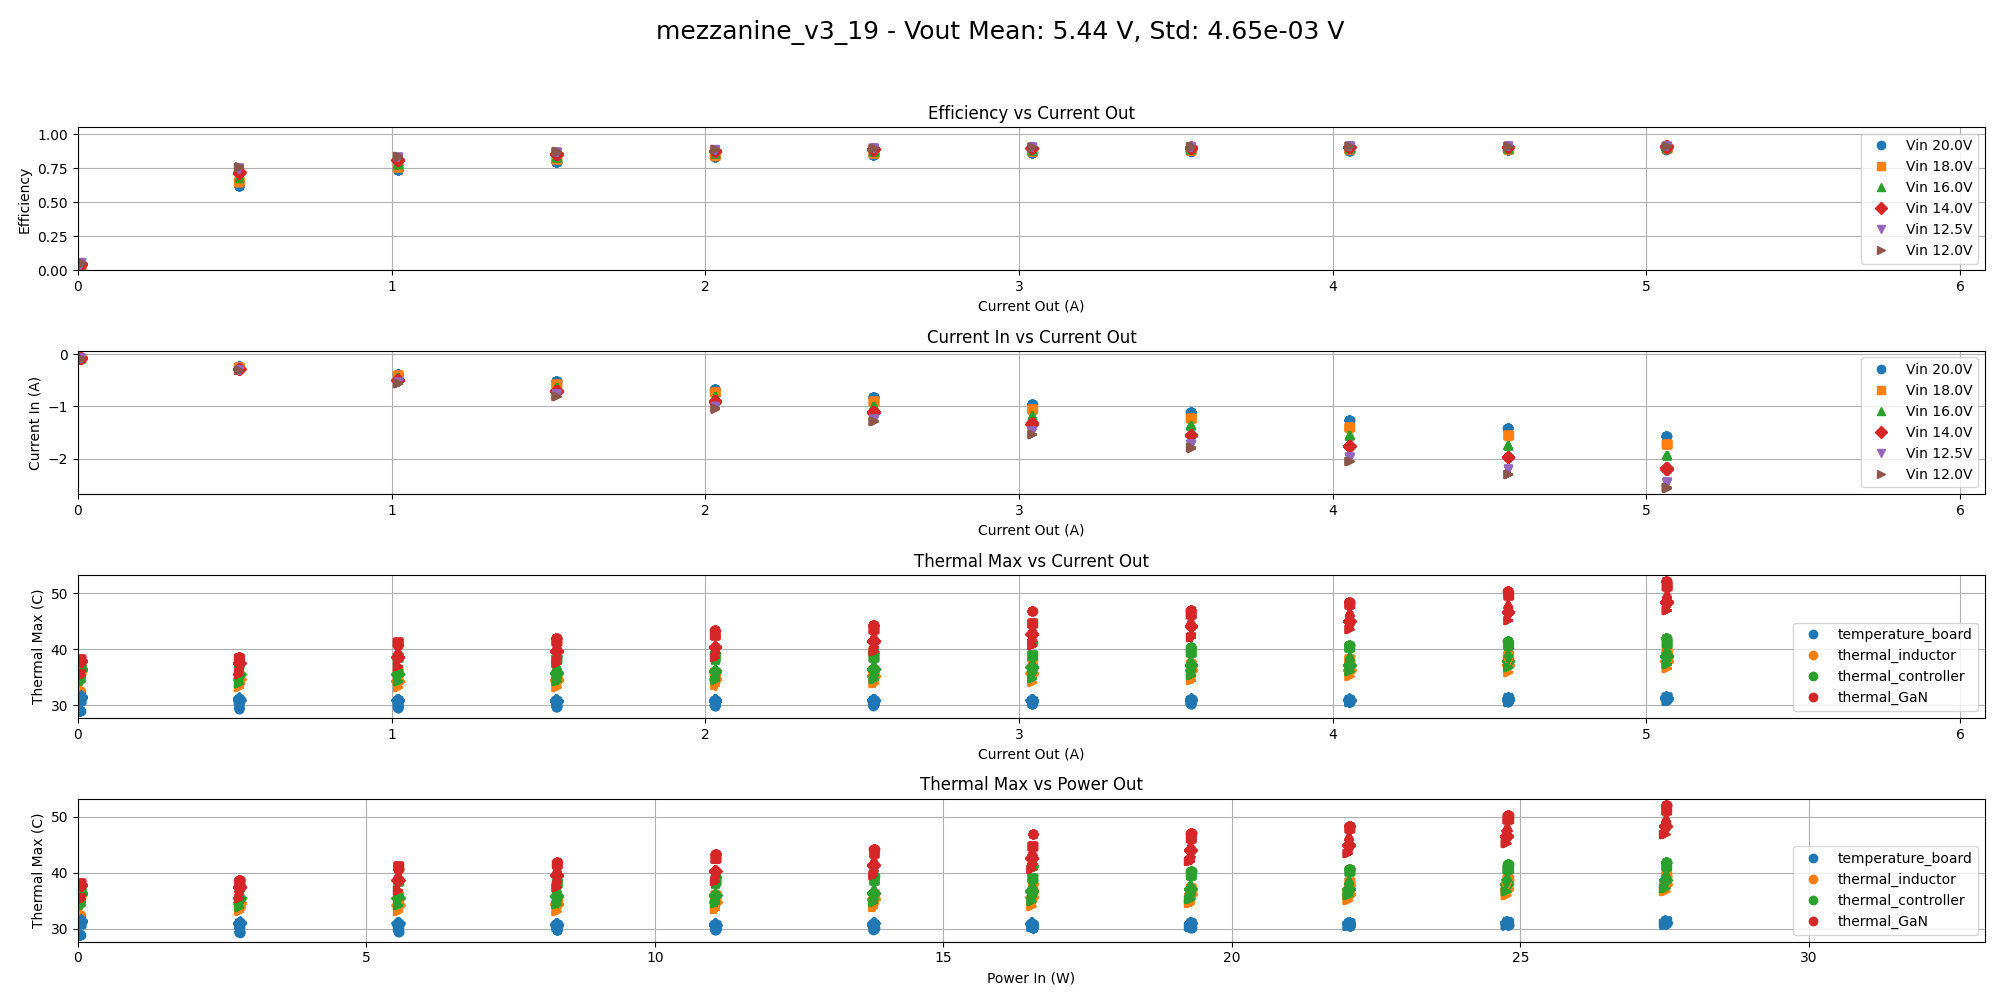 mezzanine_v3_19 - Vout Mean: 5.44 V, Std: 4.65e-03 V
Efficiency vs Current Out
Efficiency
1.00
0.75
0.50
0.25
0.00
0 1 2 3 4 5 6
Current Out (A)
Vin 20.0V
Vin 18.0V
Vin 16.0V
Vin 14.0V
Vin 12.5V
Vin 12.0V
Current In vs Current Out
Current In (A)
0
−1
−2
0 1 2 3 4 5 6
Current Out (A)
Vin 20.0V
Vin 18.0V
Vin 16.0V
Vin 14.0V
Vin 12.5V
Vin 12.0V
Thermal Max vs Current Out
Thermal Max (C)
50
40
30
0 1 2 3 4 5 6
Current Out (A)
temperature_board
thermal_inductor
thermal_controller
thermal_GaN
Thermal Max vs Power Out
Thermal Max (C)
50
40
30
0 5 10 15 20 25 30
Power In (W)
temperature_board
thermal_inductor
thermal_controller
thermal_GaN